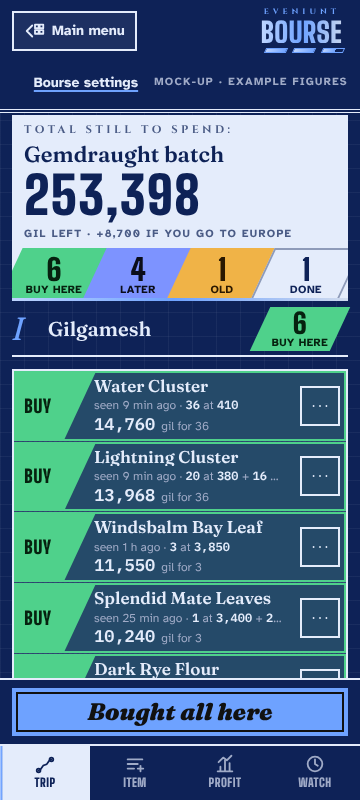 Main menu
EVENIUNT
BOURSE
Bourse settings
MOCK-UP · EXAMPLE FIGURES
TOTAL STILL TO SPEND:
Gemdraught batch
253,398
GIL LEFT · +8,700 IF YOU GO TO EUROPE
6 BUY HERE
4 LATER
1 OLD
1 DONE
I Gilgamesh
6 BUY HERE
BUY
Water Cluster
seen 9 min ago · 36 at 410
14,760 gil for 36
...
BUY
Lightning Cluster
seen 9 min ago · 20 at 380 + 16 ...
13,968 gil for 36
...
BUY
Windsbalm Bay Leaf
seen 1 h ago · 3 at 3,850
11,550 gil for 3
...
BUY
Splendid Mate Leaves
seen 25 min ago · 1 at 3,400 + 2...
10,240 gil for 3
...
Dark Rye Flour
Bought all here
TRIP
ITEM
PROFIT
WATCH